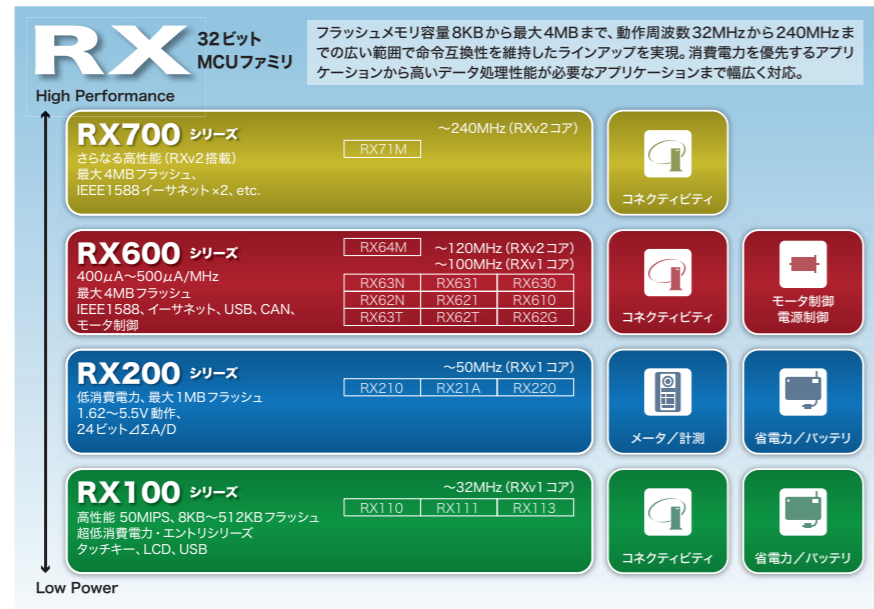 RX
32ビット
MCUファミリ
フラッシュメモリ容量8KBから最大4MBまで、動作周波数32MHzから240MHzま
での広い範囲で命令互換性を維持したラインアップを実現。消費電力を優先するアプリ
ケーションから高いデータ処理性能が必要なアプリケーションまで幅広く対応。
High Performance
RX700 シリーズ
さらなる高性能(RXv2搭載)
最大4MBフラッシュ、
IEEE1588イーサネット×2、etc.
～240MHz(RXv2コア)
RX71M
コネクティビティ
RX600 シリーズ
400μA～500μA/MHz
最大4MBフラッシュ
IEEE1588、イーサネット、USB、CAN、
モータ制御
RX64M ～120MHz(RXv2コア)
～100MHz(RXv1コア)
RX63N RX631 RX630
RX62N RX621 RX610
RX63T RX62T RX62G
コネクティビティ
モータ制御
電源制御
RX200 シリーズ
低消費電力、最大1MBフラッシュ
1.62～5.5V動作、
24ビット⊿ΣA/D
～50MHz(RXv1コア)
RX210 RX21A RX220
メータ／計測
省電力／バッテリ
RX100 シリーズ
高性能 50MIPS、8KB～512KBフラッシュ
超低消費電力・エントリシリーズ
タッチキー、LCD、USB
～32MHz(RXv1コア)
RX110 RX111 RX113
コネクティビティ
省電力／バッテリ
Low Power